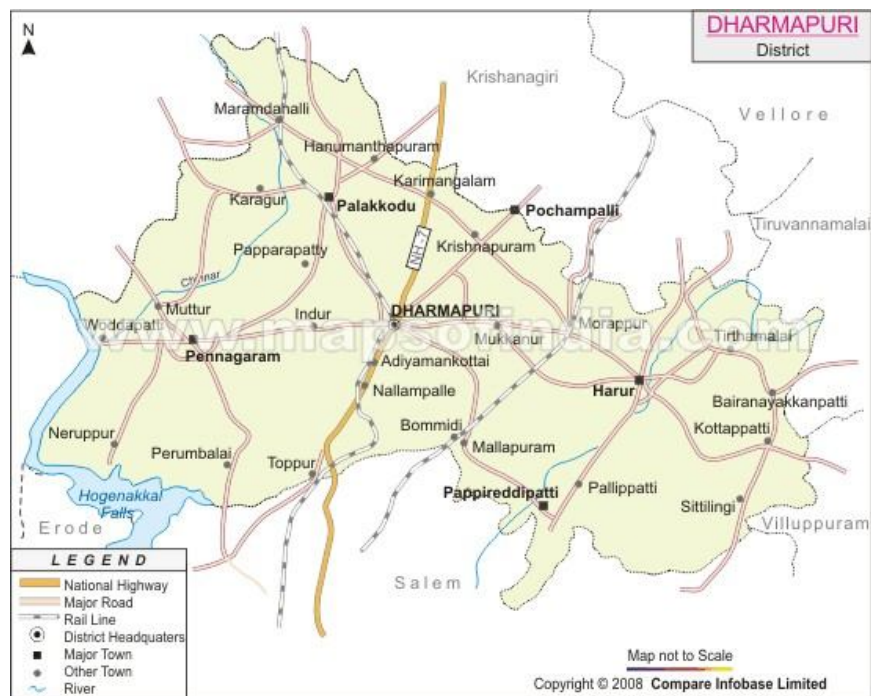 DHARMAPURI
District
N
Krishanagiri
Vellore
Maramdahalli
Hanumanthapuram
Karimangalam
Karagur
Palakkodu
Pochampalli
Tiruvannamalai
Krishnapuram
Papparapatty
NH-7
Chinnar
Muttur
Indur
DHARMAPURI
Woddapatti
Mukkanur
Morappur
www.mapsofindia.com
Tirthamalai
Pennagaram
Adiyamankottai
Harur
Nallampalle
Bairanayakkanpatti
Neruppur
Bommidi
Mallapuram
Kottappatti
Perumbalai
Toppur
Hogenakkal
Falls
Pappireddipatti
Pallippatti
Sittilingi
Erode
Villuppuram
Salem
LEGEND
National Highway
Major Road
Rail Line
District Headquaters
Major Town
Other Town
River
Map not to Scale
Copyright © 2008 Compare Infobase Limited